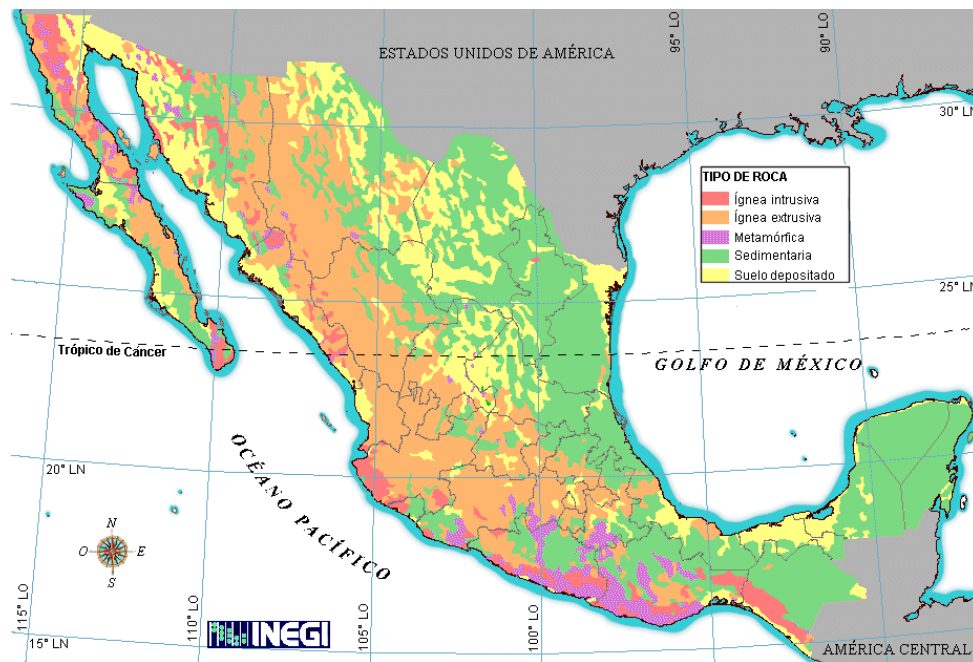 ESTADOS UNIDOS DE AMÉRICA
95° LO
90° LO
30° LN
TIPO DE ROCA
Ígnea intrusiva
Ígnea extrusiva
Metamórfica
Sedimentaria
Suelo depositado
25° LN
Trópico de Cáncer
GOLFO DE MÉXICO
OCÉANO PACÍFICO
20° LN
N
O
E
S
115° LO
15° LN
110° LO
INEGI
105° LO
100° LO
AMÉRICA CENTRAL